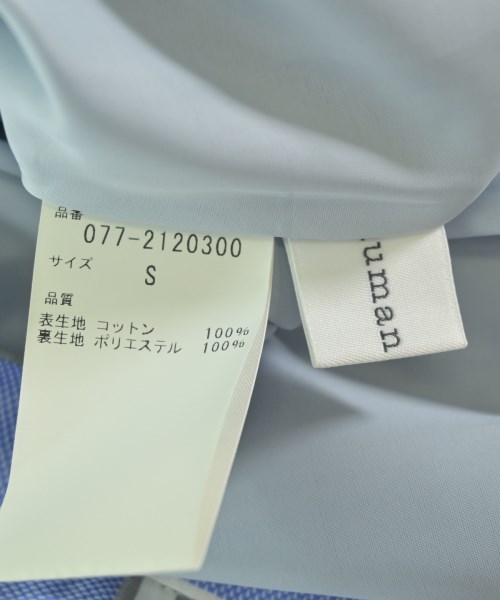 品番
077-2120300
サイズ
S
品質
表生地 コットン 100%
裏生地 ポリエステル 100%
uman